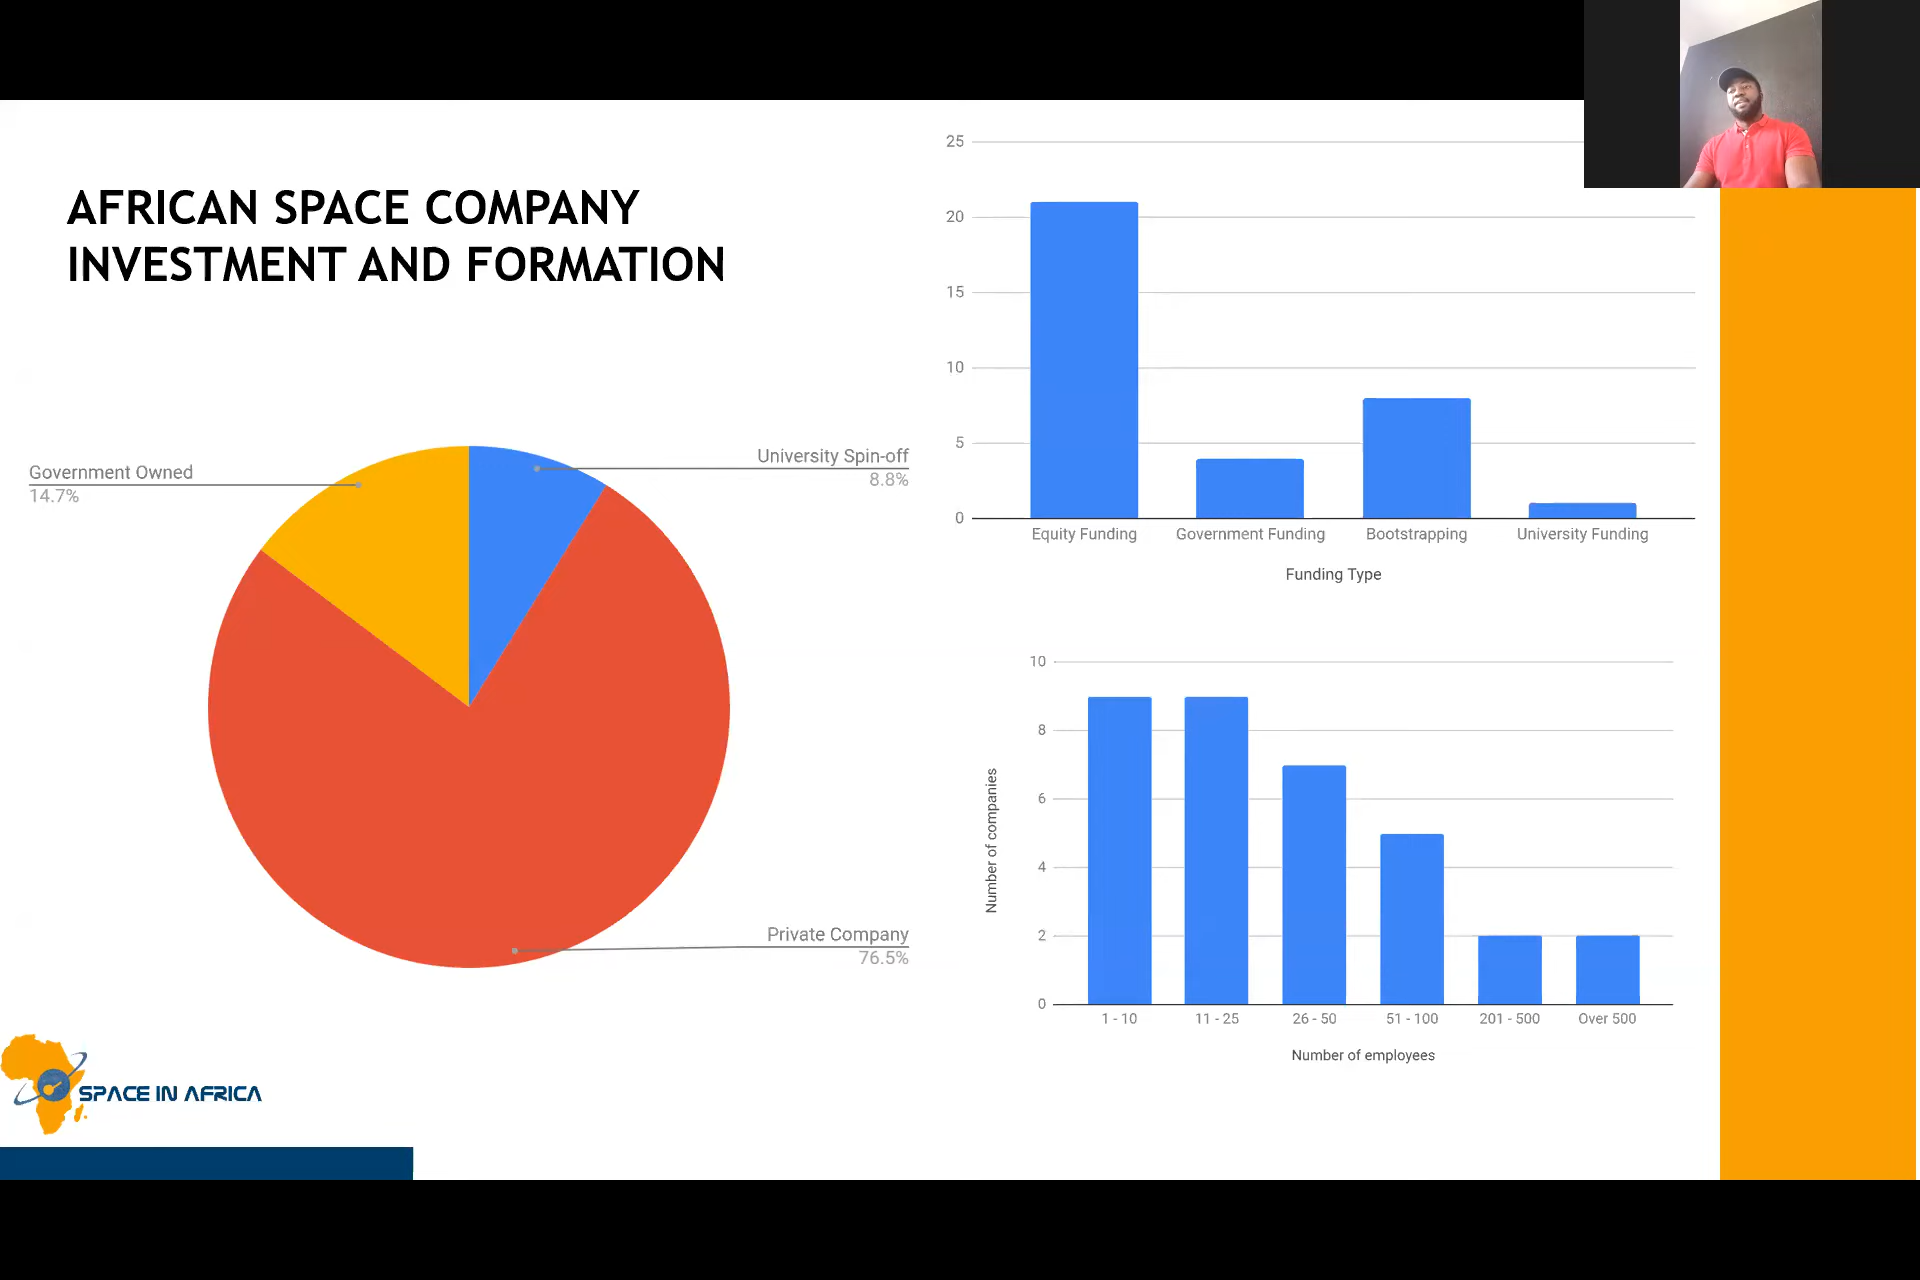 AFRICAN SPACE COMPANY
INVESTMENT AND FORMATION
Government Owned
14.7%
University Spin-off
8.8%
Private Company
76.5%
25
20
15
10
5
0
Equity Funding
Government Funding
Bootstrapping
University Funding
Funding Type
Number of companies
10
8
6
4
2
0
1 - 10
11 - 25
26 - 50
51 - 100
201 - 500
Over 500
Number of employees
SPACE IN AFRICA